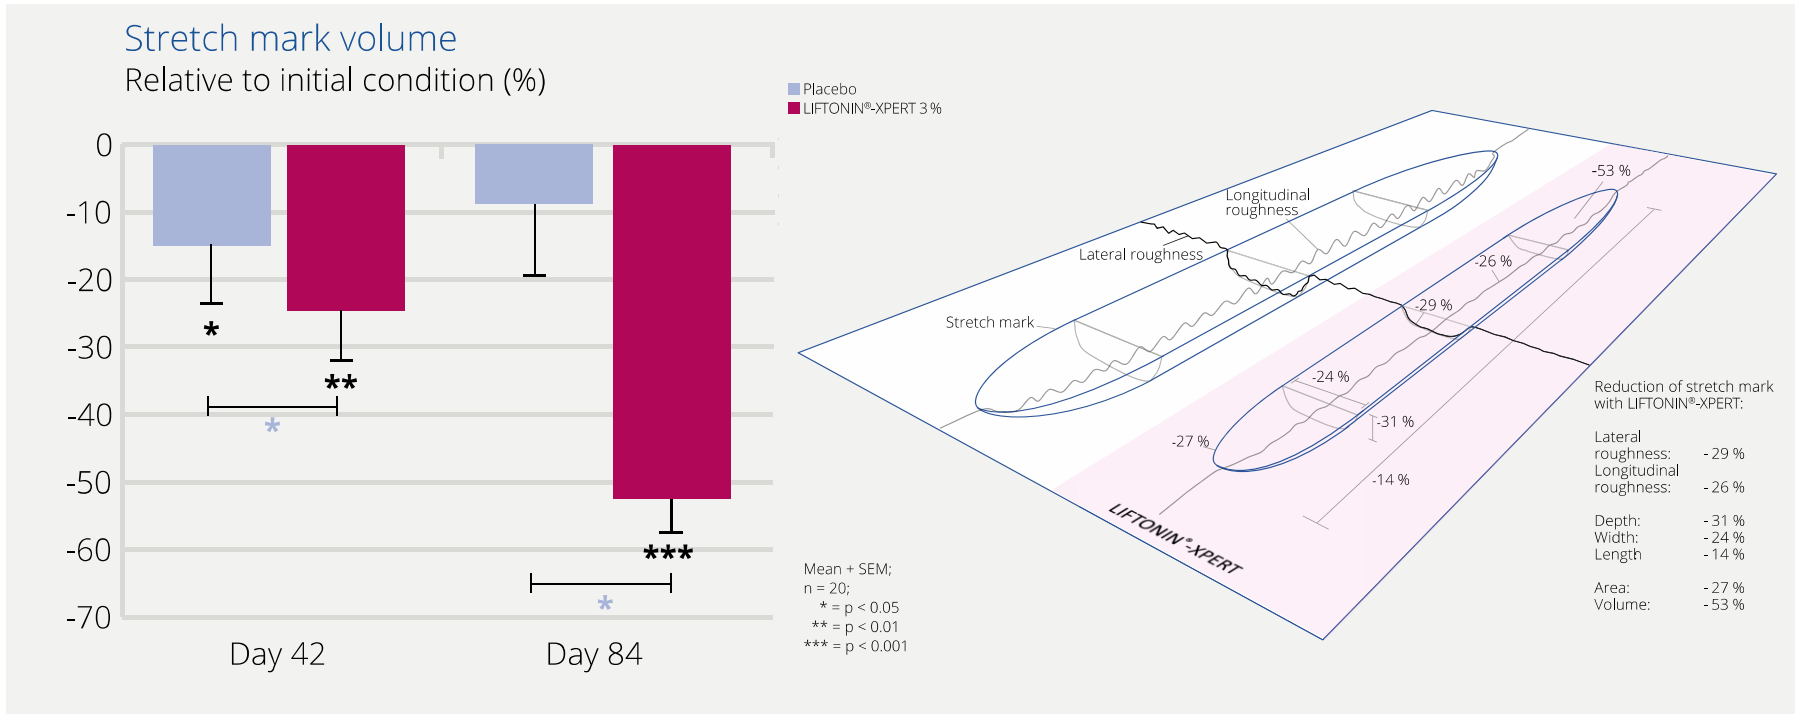 Stretch mark volume
Relative to initial condition (%)
Placebo
LIFTONIN®-XPERT 3 %
0
-10
-20
-30
-40
-50
-60
-70
*
**
*
***
*
Day 42
Day 84
Mean + SEM;
n = 20;
* = p < 0.05
** = p < 0.01
*** = p < 0.001
Longitudinal
roughness
Lateral roughness
Stretch mark
-53 %
-26 %
-29 %
-24 %
-31 %
-27 %
-14 %
LIFTONIN®-XPERT
Reduction of stretch mark
with LIFTONIN®-XPERT:
Lateral
roughness: - 29 %
Longitudinal
roughness: - 26 %
Depth: - 31 %
Width: - 24 %
Length - 14 %
Area: - 27 %
Volume: - 53 %